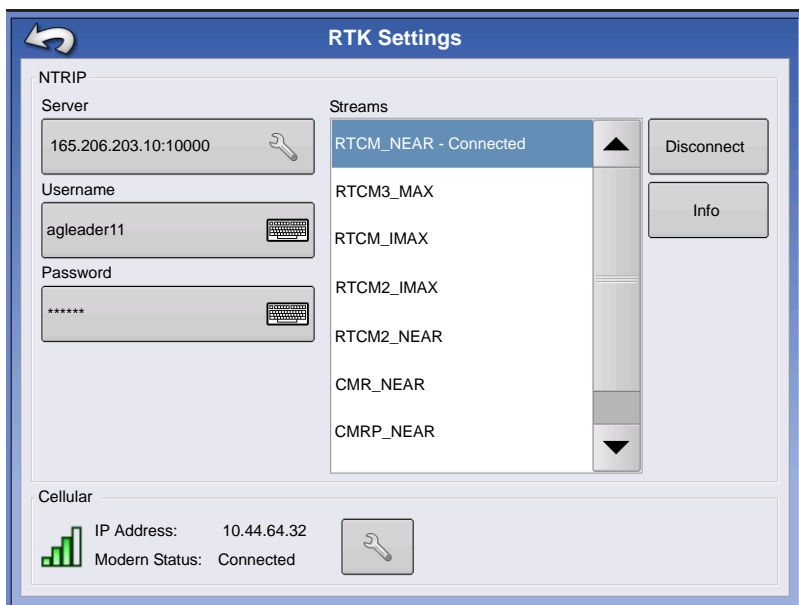 RTK Settings
NTRIP
Server
165.206.203.10:10000
Username
agleader11
Password
******
Streams
RTCM_NEAR - Connected
RTCM3_MAX
RTCM_IMAX
RTCM2_IMAX
RTCM2_NEAR
CMR_NEAR
CMRP_NEAR
Disconnect
Info
Cellular
IP Address: 10.44.64.32
Modern Status: Connected